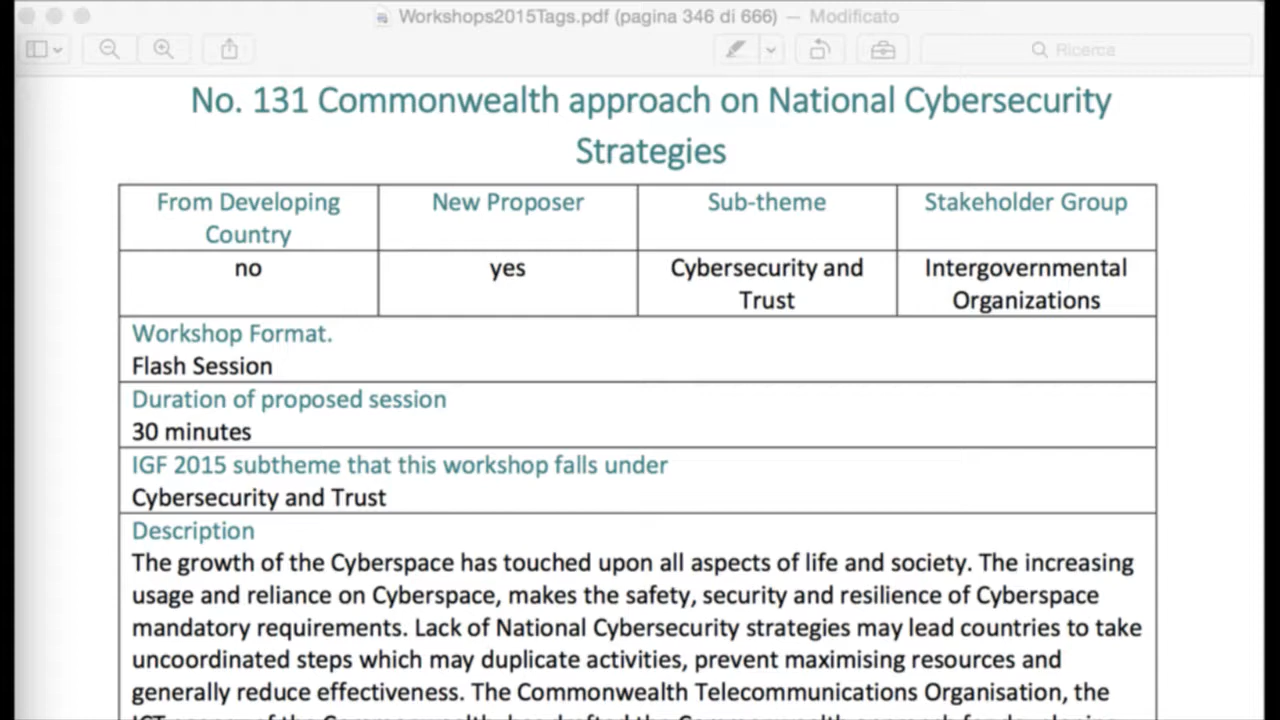 Workshops2015Tags.pdf (pagina 346 di 666) — Modificato
Ricerca
No. 131 Commonwealth approach on National Cybersecurity
Strategies
From Developing Country New Proposer Sub-theme Stakeholder Group
no yes Cybersecurity and Trust Intergovernmental Organizations
Workshop Format.
Flash Session
Duration of proposed session
30 minutes
IGF 2015 subtheme that this workshop falls under
Cybersecurity and Trust
Description
The growth of the Cyberspace has touched upon all aspects of life and society. The increasing
usage and reliance on Cyberspace, makes the safety, security and resilience of Cyberspace
mandatory requirements. Lack of National Cybersecurity strategies may lead countries to take
uncoordinated steps which may duplicate activities, prevent maximising resources and
generally reduce effectiveness. The Commonwealth Telecommunications Organisation, the